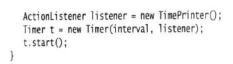 ActionListener listener = new TimePrinter();
Timer t = new Timer(interval, listener);
t.start();
}